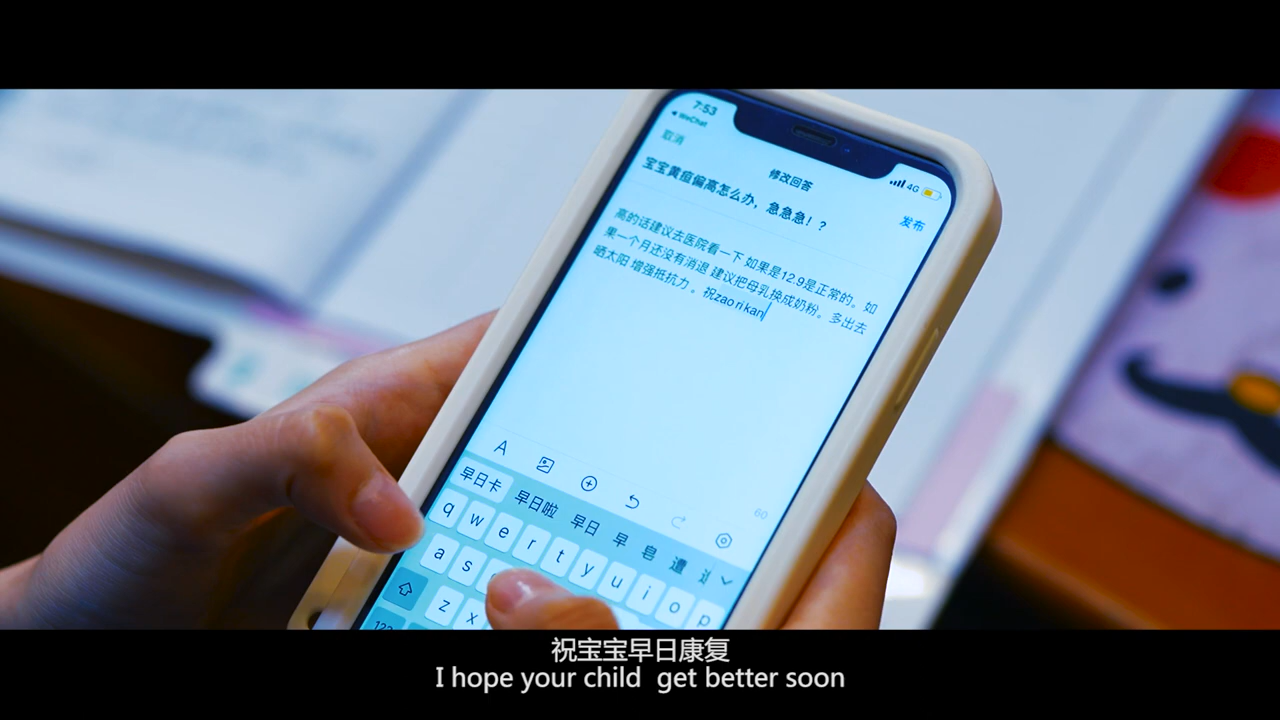 7:53
◀ WeChat
4G
取消
修改回答
发布
宝宝黄疸偏高怎么办，急急急！？
高的话建议去医院看一下 如果是12.9是正常的。如
果一个月还没有消退 建议把母乳换成奶粉。多出去
晒太阳 增强抵抗力 。祝zao ri kan
A
60
早日卡 早日啦 早日 早 皂 遭
q w e r t y u i o p
a s
z x
123
祝宝宝早日康复
I hope your child get better soon